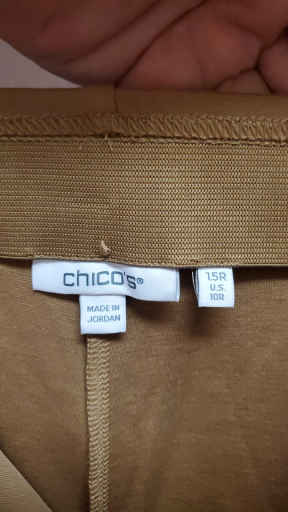 chico's®
MADE IN
JORDAN
1.5R
U.S.
10R